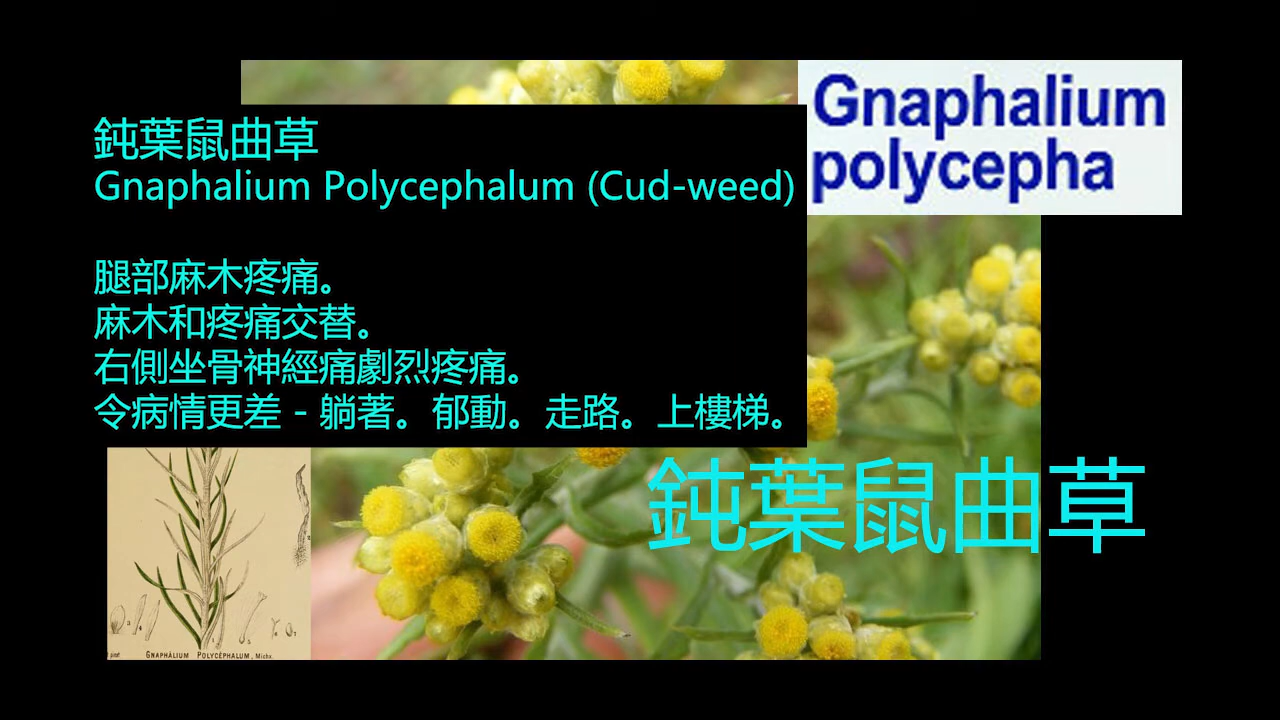 鈍葉鼠曲草
Gnaphalium Polycephalum (Cud-weed)
腿部麻木疼痛。
麻木和疼痛交替。
右側坐骨神經痛劇烈疼痛。
令病情更差 - 躺著。郁動。走路。上樓梯。
Gnaphalium
polycepha
鈍葉鼠曲草
GNAPHÁLIUM POLYCÉPHALUM, Michx.